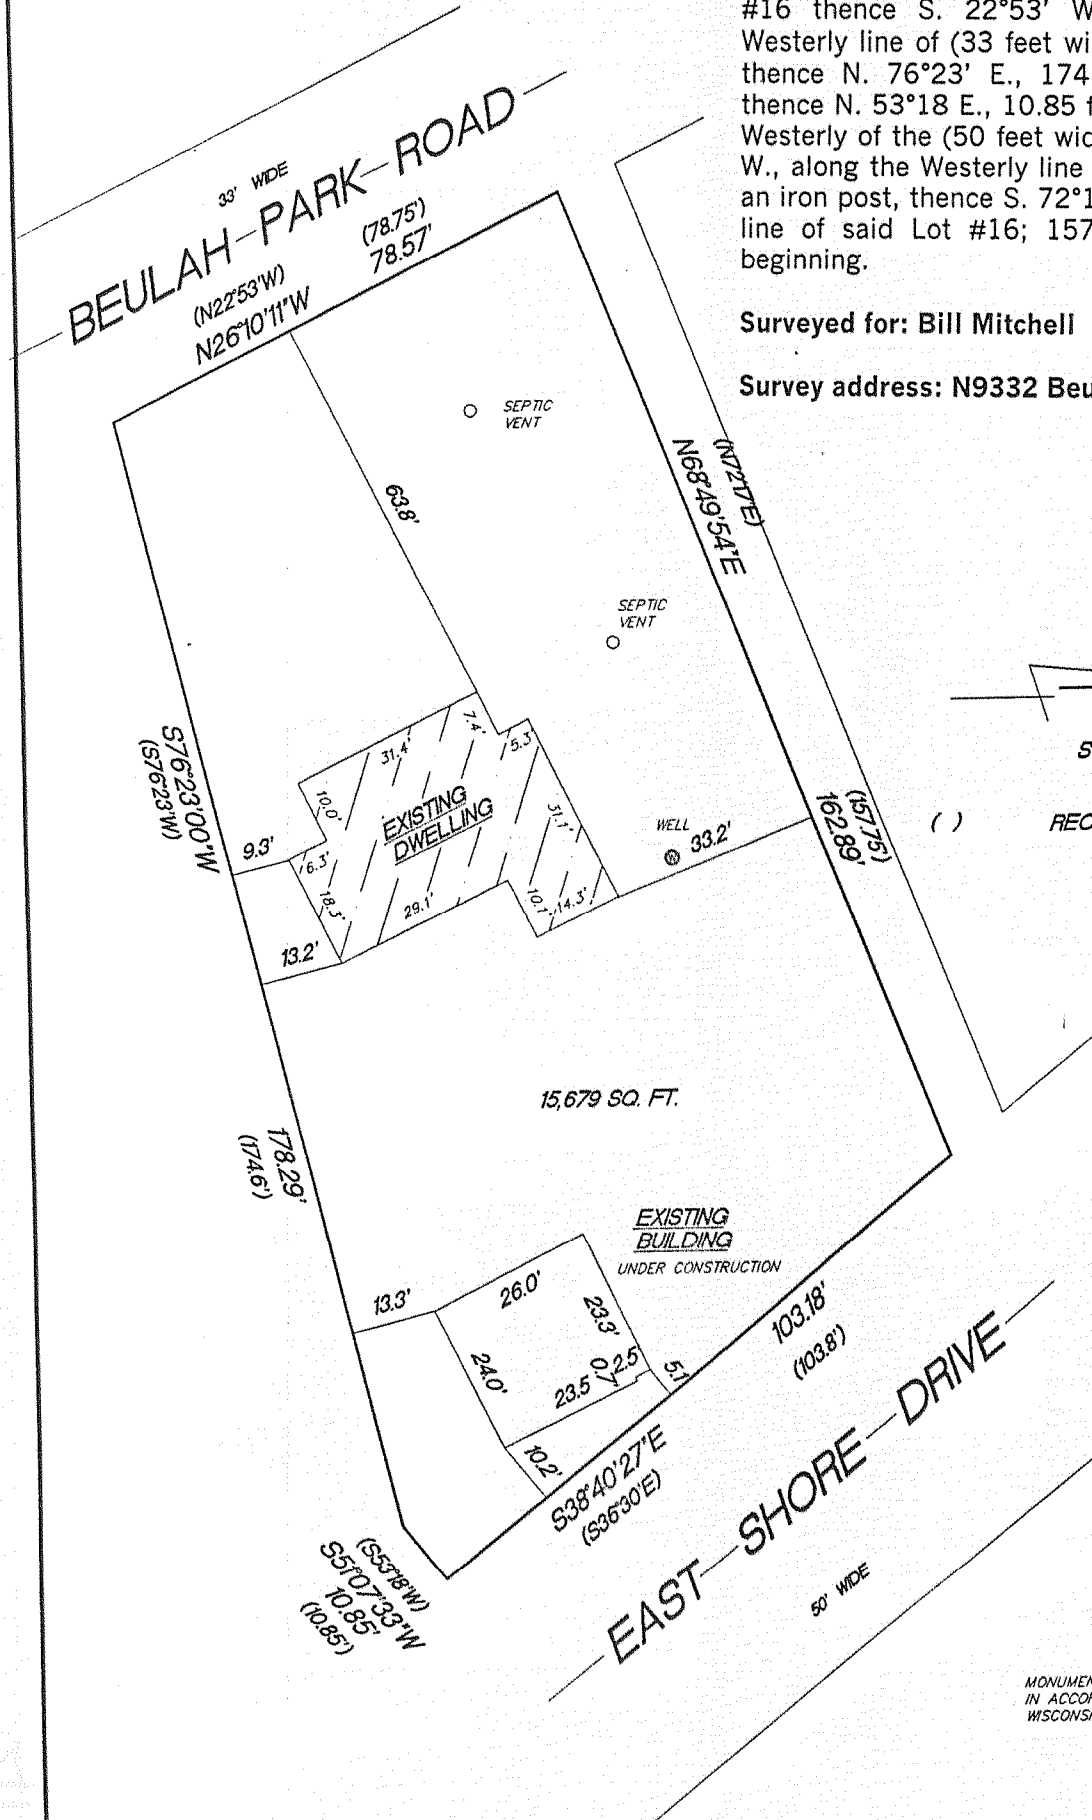 #16 thence S. 22°53' W
Westerly line of (33 feet wi
thence N. 76°23' E., 174
thence N. 53°18 E., 10.85 f
Westerly of the (50 feet wid
W., along the Westerly line
an iron post, thence S. 72°1
line of said Lot #16; 157
beginning.
Surveyed for: Bill Mitchell
Survey address: N9332 Beu
33' WIDE
BEULAH PARK ROAD
(78.75')
78.57'
(N22°53'W)
N26°10'11"W
SEPTIC
VENT
63.8'
(N72°17'E)
N68°49'54"E
SEPTIC
VENT
S76°23'00"W
(S76°23'W)
7.4'
5.3'
31.4'
10.0'
EXISTING
DWELLING
31.1'
WELL
W
33.2'
(157.75')
162.89'
S
( ) REC
9.3'
6.3'
18.3'
29.1'
10.1'
14.3'
13.2'
15,679 SQ. FT.
178.29'
(174.6')
EXISTING
BUILDING
UNDER CONSTRUCTION
13.3'
26.0'
23.3'
24.0'
23.5
0.7'
2.5'
5.1'
10.2'
103.18'
(103.8')
S38°40'27"E
(S36°30'E)
EAST SHORE DRIVE
50' WIDE
(S53°18'W)
S51°07'33"W
10.85'
(10.85')
MONUMEN
IN ACCOR
WISCONSI